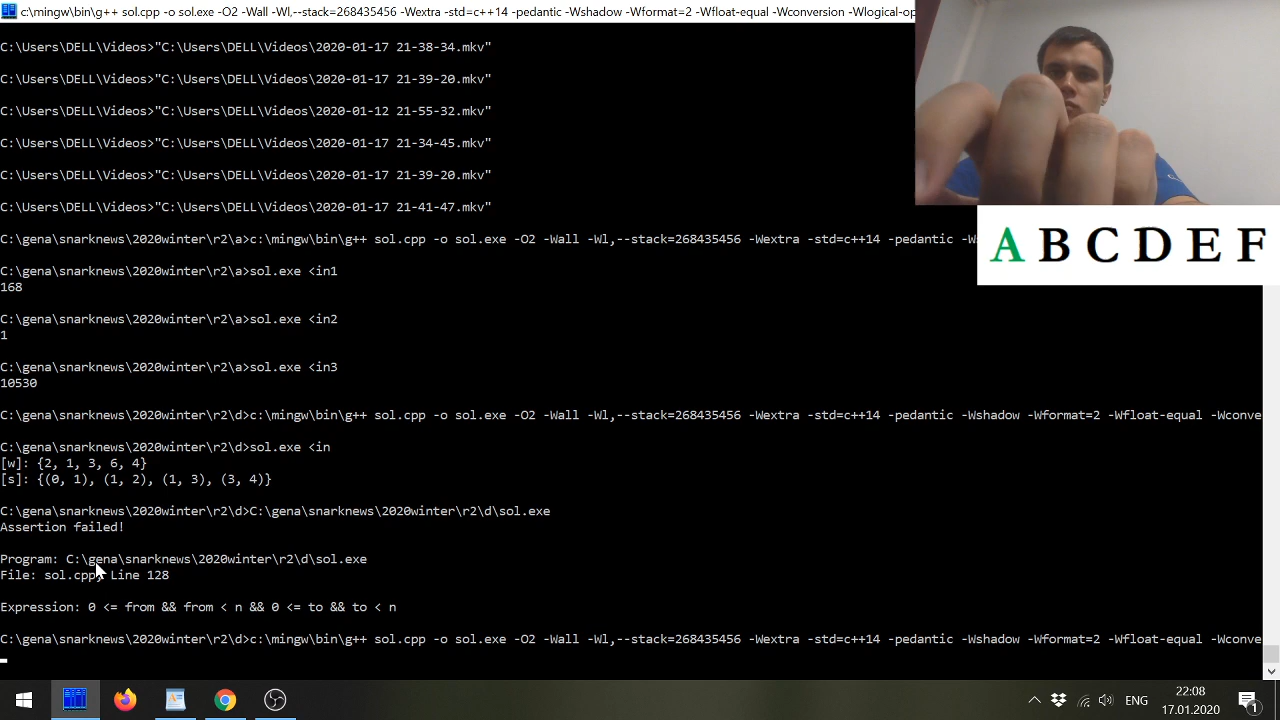 c:\mingw\bin\g++ sol.cpp -o sol.exe -O2 -Wall -Wl,--stack=268435456 -Wextra -std=c++14 -pedantic -Wshadow -Wformat=2 -Wfloat-equal -Wconversion -Wlogical-op
C:\Users\DELL\Videos>"C:\Users\DELL\Videos\2020-01-17 21-38-34.mkv"
C:\Users\DELL\Videos>"C:\Users\DELL\Videos\2020-01-17 21-39-20.mkv"
C:\Users\DELL\Videos>"C:\Users\DELL\Videos\2020-01-12 21-55-32.mkv"
C:\Users\DELL\Videos>"C:\Users\DELL\Videos\2020-01-17 21-34-45.mkv"
C:\Users\DELL\Videos>"C:\Users\DELL\Videos\2020-01-17 21-39-20.mkv"
C:\Users\DELL\Videos>"C:\Users\DELL\Videos\2020-01-17 21-41-47.mkv"
C:\gena\snarknews\2020winter\r2\a>c:\mingw\bin\g++ sol.cpp -o sol.exe -O2 -Wall -Wl,--stack=268435456 -Wextra -std=c++14 -pedantic -Ws
A B C D E F
C:\gena\snarknews\2020winter\r2\a>sol.exe <in1
168
C:\gena\snarknews\2020winter\r2\a>sol.exe <in2
1
C:\gena\snarknews\2020winter\r2\a>sol.exe <in3
10530
C:\gena\snarknews\2020winter\r2\d>c:\mingw\bin\g++ sol.cpp -o sol.exe -O2 -Wall -Wl,--stack=268435456 -Wextra -std=c++14 -pedantic -Wshadow -Wformat=2 -Wfloat-equal -Wconve
C:\gena\snarknews\2020winter\r2\d>sol.exe <in
[w]: {2, 1, 3, 6, 4}
[s]: {(0, 1), (1, 2), (1, 3), (3, 4)}
C:\gena\snarknews\2020winter\r2\d>C:\gena\snarknews\2020winter\r2\d\sol.exe
Assertion failed!
Program: C:\gena\snarknews\2020winter\r2\d\sol.exe
File: sol.cpp, Line 128
Expression: 0 <= from && from < n && 0 <= to && to < n
C:\gena\snarknews\2020winter\r2\d>c:\mingw\bin\g++ sol.cpp -o sol.exe -O2 -Wall -Wl,--stack=268435456 -Wextra -std=c++14 -pedantic -Wshadow -Wformat=2 -Wfloat-equal -Wconve
ENG
22:08
17.01.2020
1